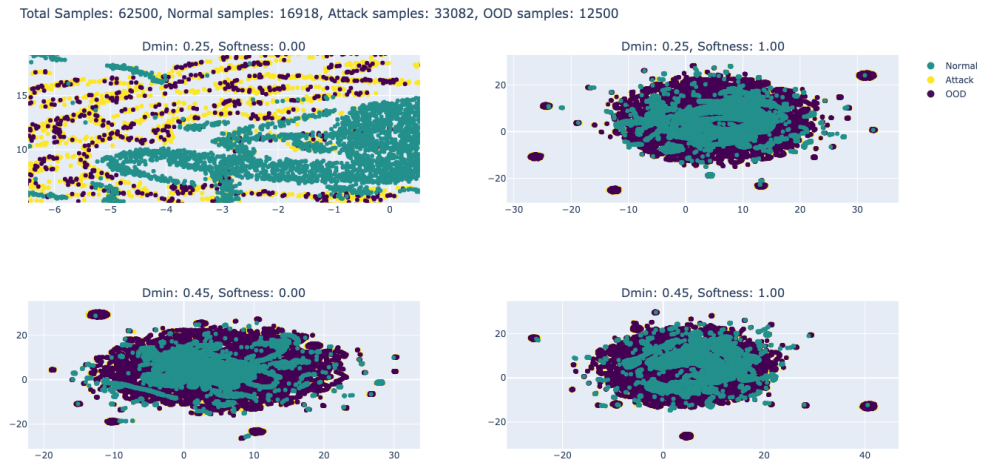 Total Samples: 62500, Normal samples: 16918, Attack samples: 33082, OOD samples: 12500
Dmin: 0.25, Softness: 0.00
15
10
−6 −5 −4 −3 −2 −1 0
Dmin: 0.25, Softness: 1.00
20
0
−20
−30 −20 −10 0 10 20 30
Normal
Attack
OOD
Dmin: 0.45, Softness: 0.00
20
0
−20
−20 −10 0 10 20 30
Dmin: 0.45, Softness: 1.00
20
0
−20
−20 0 20 40